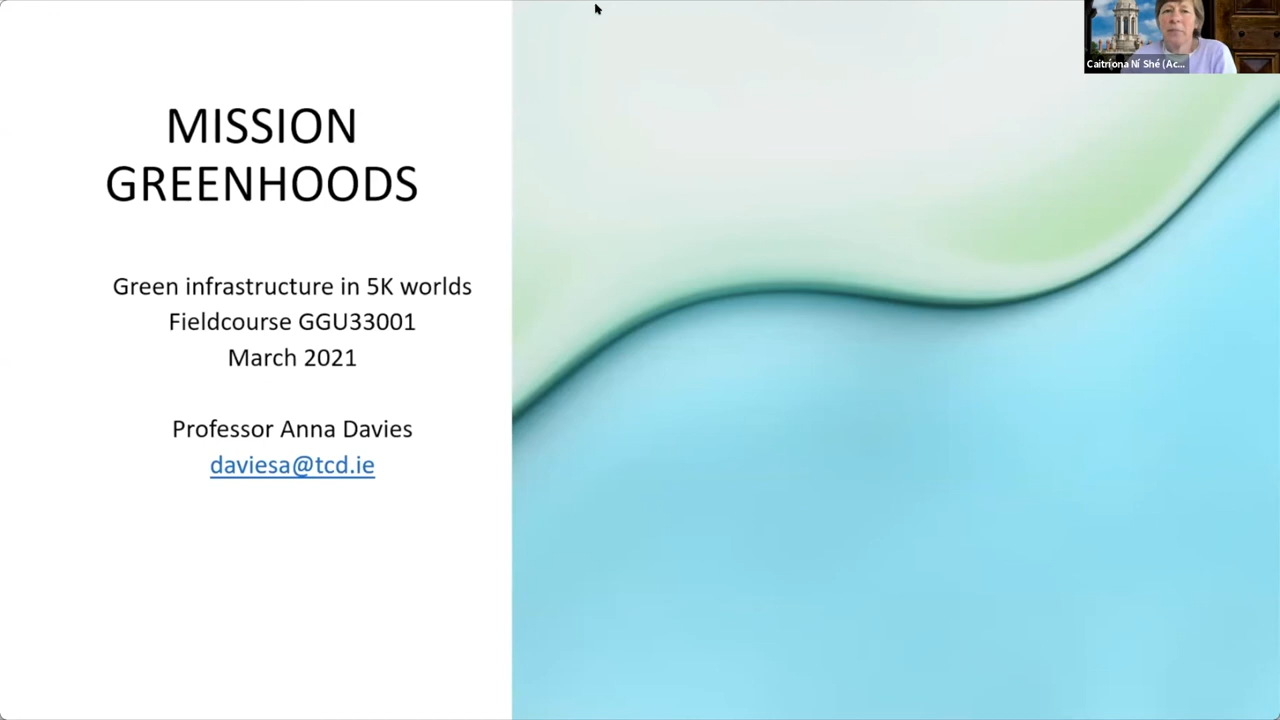 MISSION
GREENHOODS
Green infrastructure in 5K worlds
Fieldcourse GGU33001
March 2021
Professor Anna Davies
daviesa@tcd.ie
Caitríona Ní Shé (Ac...